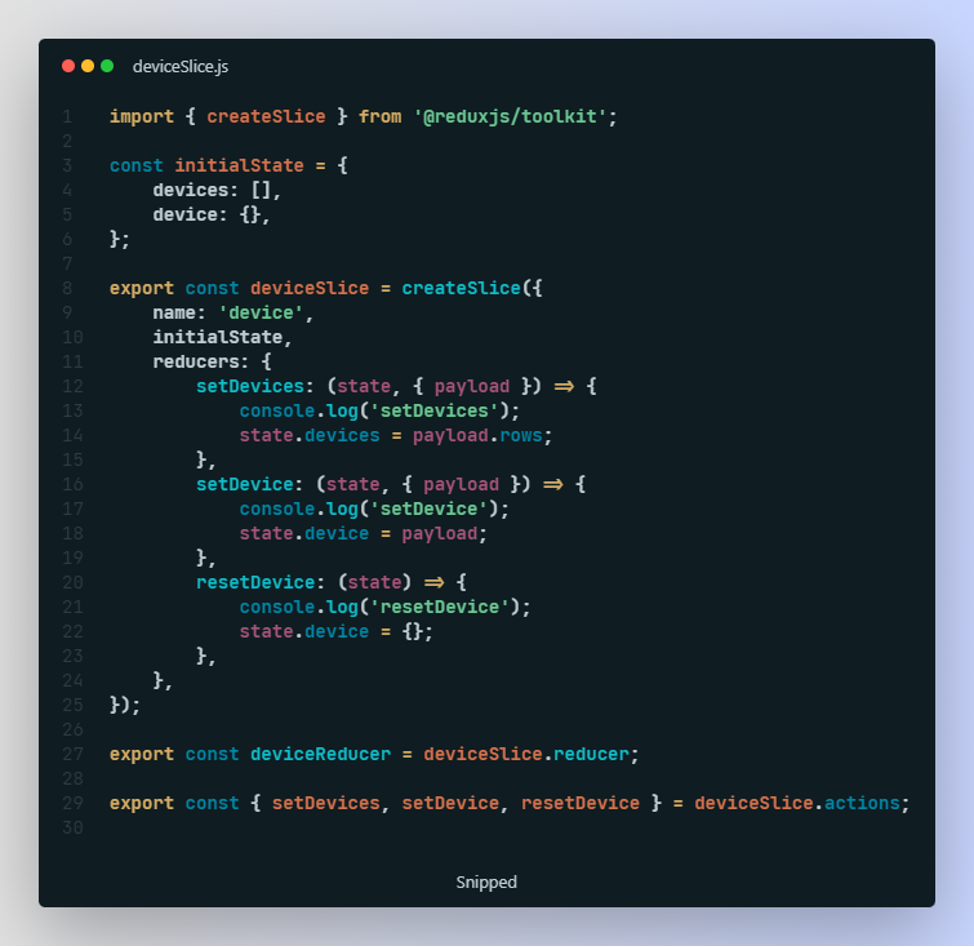 deviceSlice.js
1 import { createSlice } from '@reduxjs/toolkit';
2
3 const initialState = {
4     devices: [],
5     device: {},
6 };
7
8 export const deviceSlice = createSlice({
9     name: 'device',
10     initialState,
11     reducers: {
12         setDevices: (state, { payload }) => {
13             console.log('setDevices');
14             state.devices = payload.rows;
15         },
16         setDevice: (state, { payload }) => {
17             console.log('setDevice');
18             state.device = payload;
19         },
20         resetDevice: (state) => {
21             console.log('resetDevice');
22             state.device = {};
23         },
24     },
25 });
26
27 export const deviceReducer = deviceSlice.reducer;
28
29 export const { setDevices, setDevice, resetDevice } = deviceSlice.actions;
30
Snipped